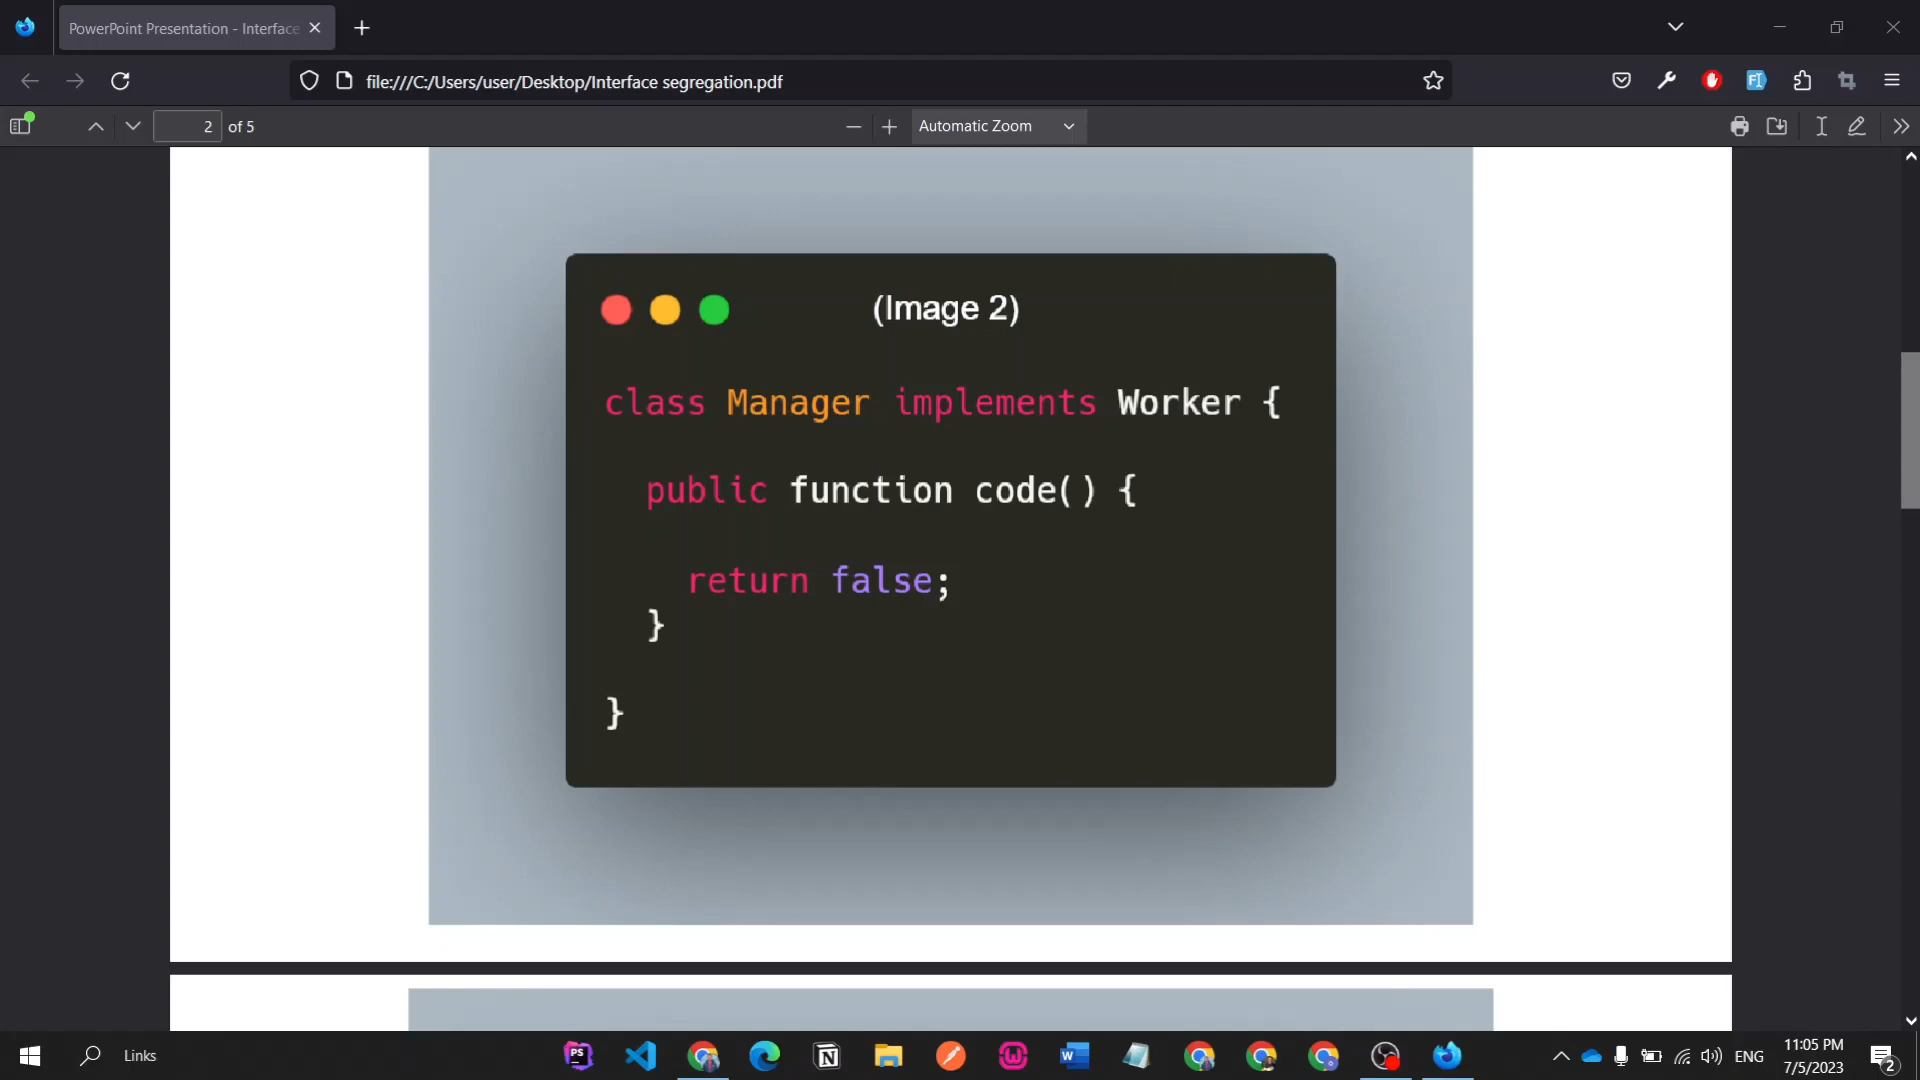 PowerPoint Presentation - Interface
file:///C:/Users/user/Desktop/Interface segregation.pdf
2 of 5
Automatic Zoom
(Image 2)
class Manager implements Worker {
public function code() {
return false;
}
}
Links
ENG
11:05 PM
7/5/2023
2